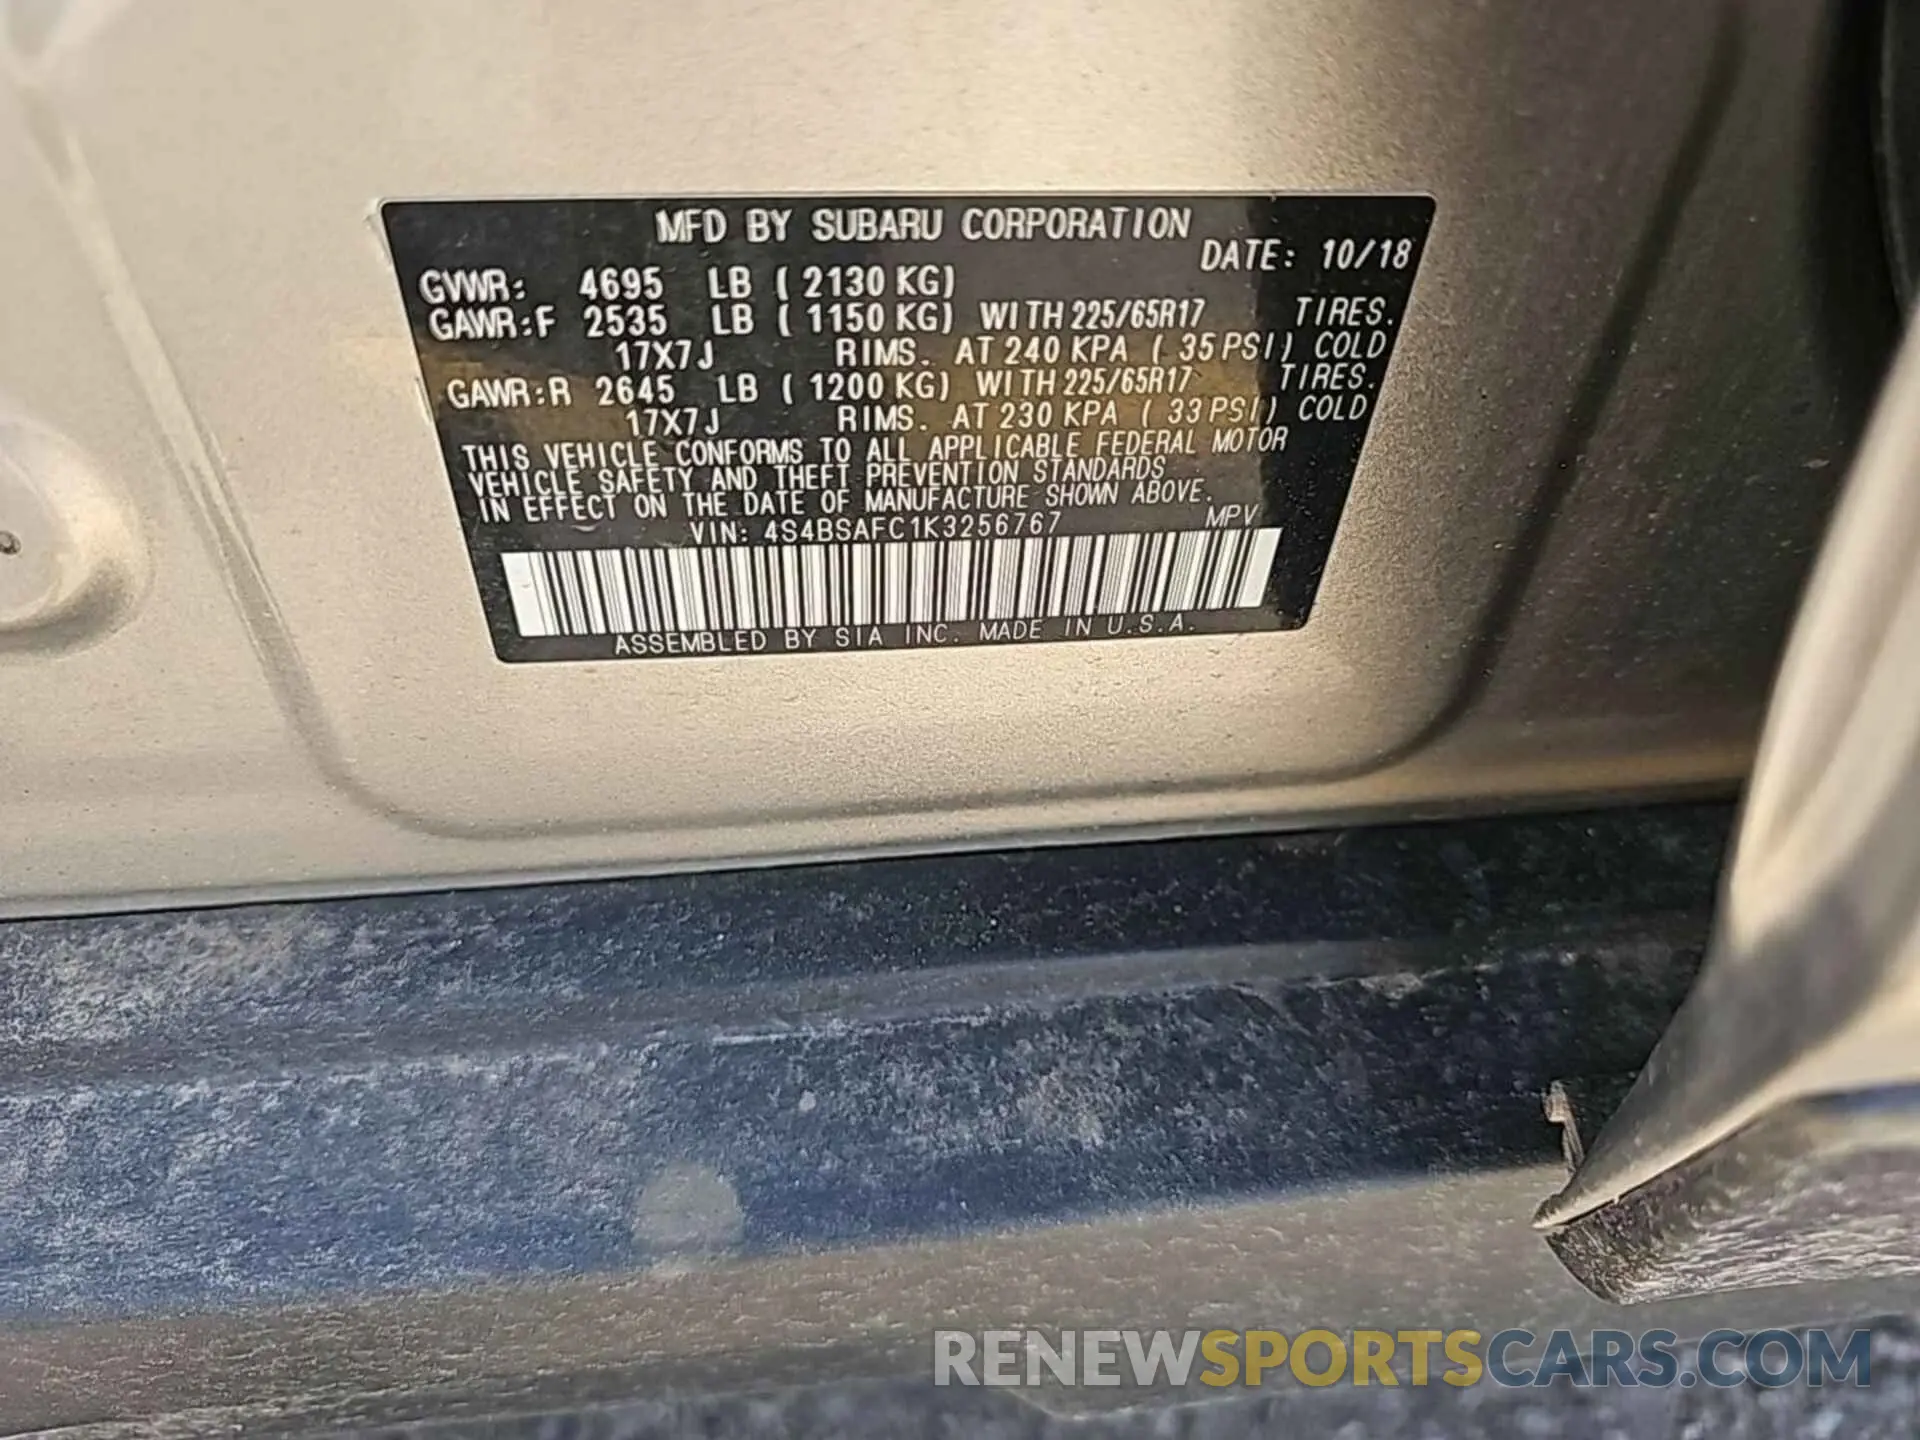 MFD BY SUBARU CORPORATION
DATE: 10/18
GVWR: 4695 LB ( 2130 KG)
GAWR:F 2535 LB ( 1150 KG) WITH 225/65R17 TIRES.
17X7J RIMS. AT 240 KPA ( 35 PSI) COLD
GAWR:R 2645 LB ( 1200 KG) WITH 225/65R17 TIRES.
17X7J RIMS. AT 230 KPA ( 33 PSI) COLD
THIS VEHICLE CONFORMS TO ALL APPLICABLE FEDERAL MOTOR
VEHICLE SAFETY AND THEFT PREVENTION STANDARDS
IN EFFECT ON THE DATE OF MANUFACTURE SHOWN ABOVE.
VIN: 4S4BSAFC1K3256767 MPV
ASSEMBLED BY SIA INC. MADE IN U.S.A.
RENEWSPORTSCARS.COM